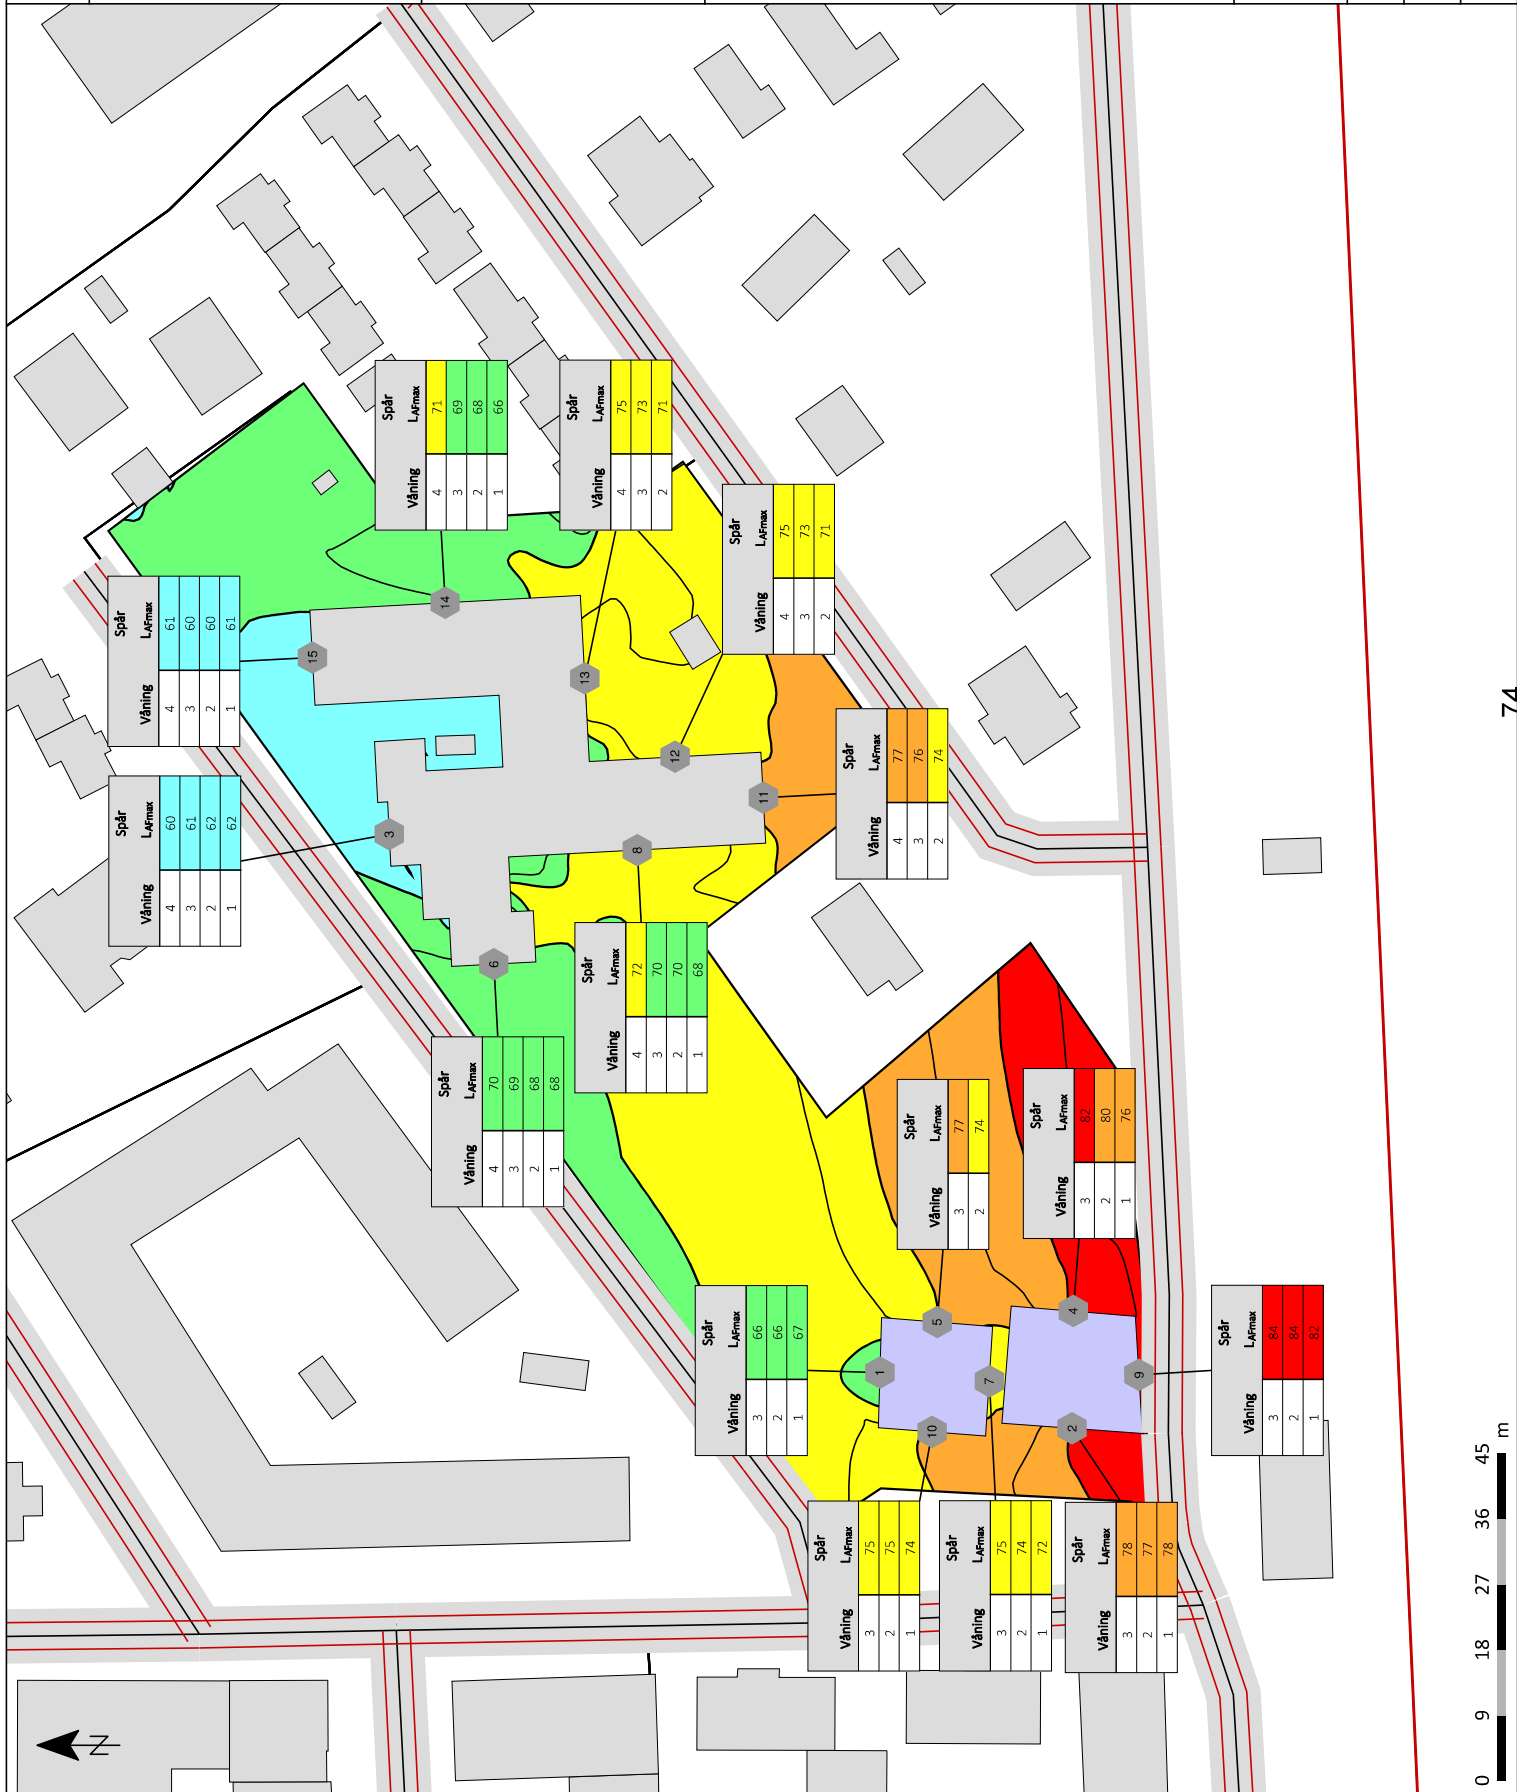 Spår
Våning LAFmax
4 61
3 60
2 60
1 61
15
Spår
Våning LAFmax
4 60
3 61
2 62
1 62
3
Spår
Våning LAFmax
4 71
3 69
2 68
1 66
14
Spår
Våning LAFmax
4 75
3 73
2 71
13
Spår
Våning LAFmax
4 75
3 73
2 71
12
Spår
Våning LAFmax
4 77
3 76
2 74
11
Spår
Våning LAFmax
4 72
3 70
2 70
1 68
8
Spår
Våning LAFmax
4 70
3 69
2 68
1 68
6
Spår
Våning LAFmax
3 77
2 74
5
Spår
Våning LAFmax
3 82
2 80
1 76
4
Spår
Våning LAFmax
3 66
2 66
1 67
1
Spår
Våning LAFmax
3 84
2 84
1 82
9
Spår
Våning LAFmax
3 75
2 75
1 74
10
Spår
Våning LAFmax
3 75
2 74
1 72
7
Spår
Våning LAFmax
3 78
2 77
1 78
2
N
74
0 9 18 27 36 45
m